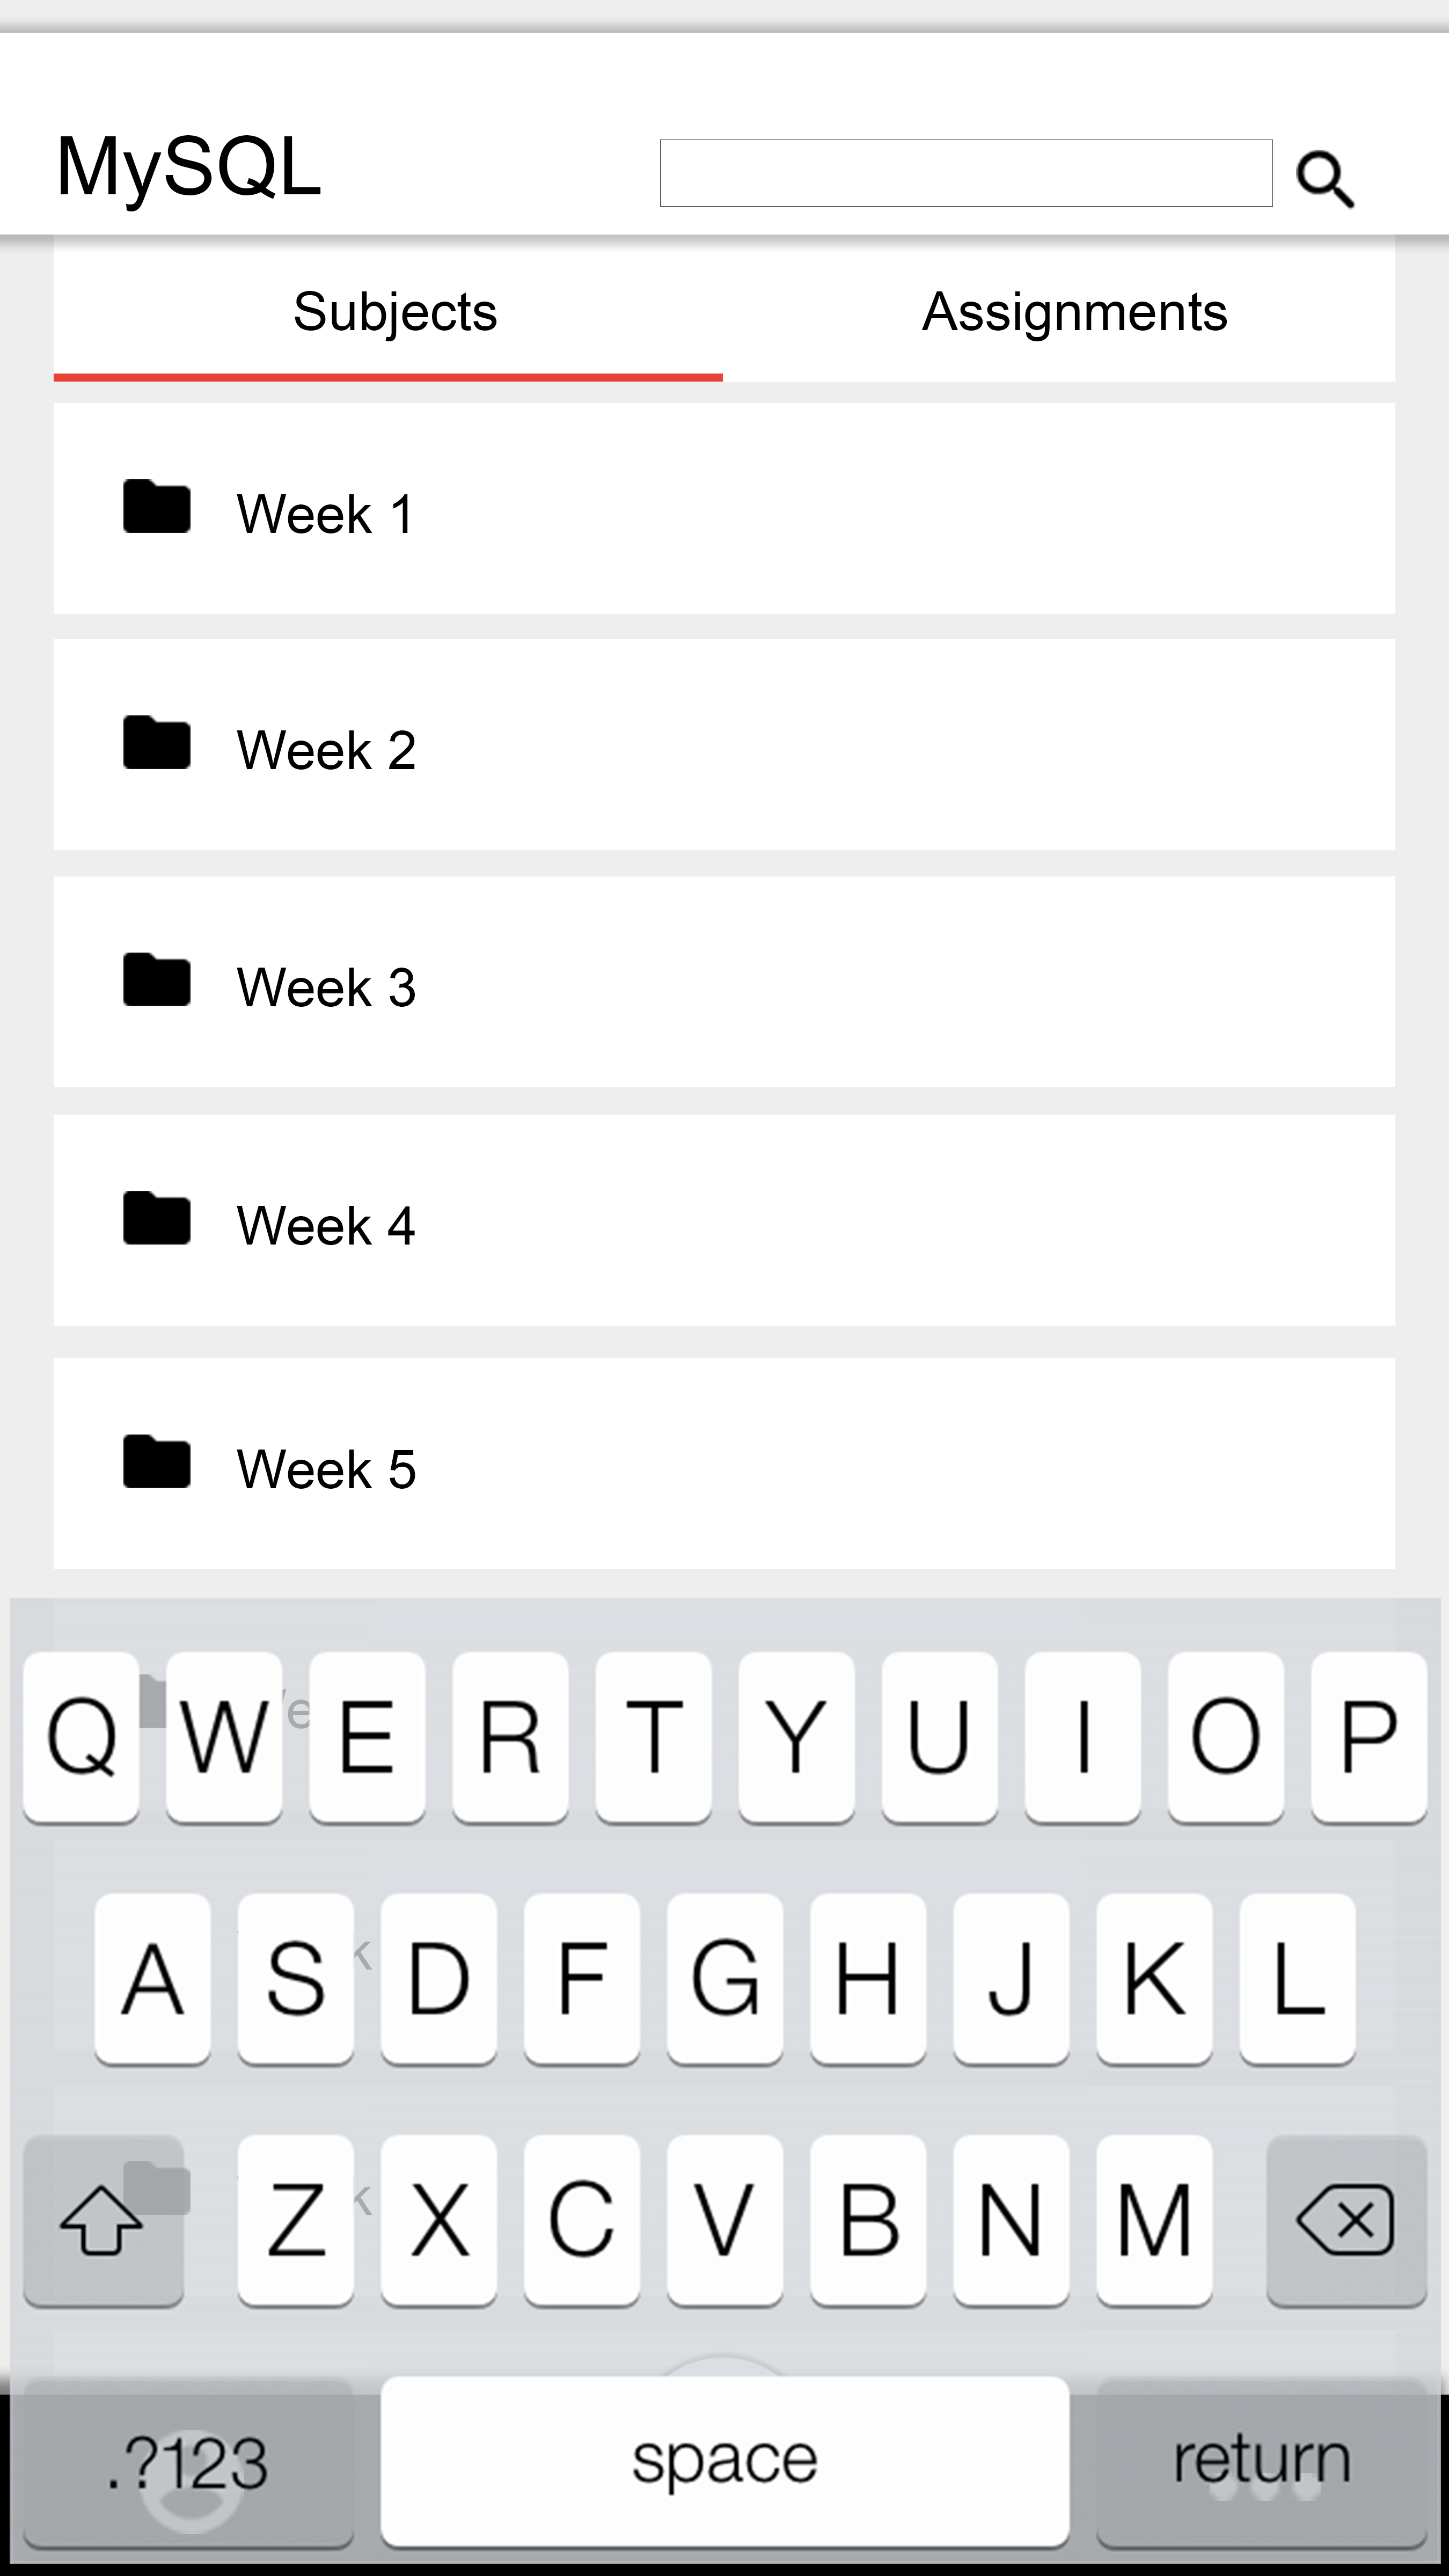 MySQL
Subjects Assignments
Week 1
Week 2
Week 3
Week 4
Week 5
Q W E R T Y U I O P
A S D F G H J K L
Z X C V B N M
.?123 space return